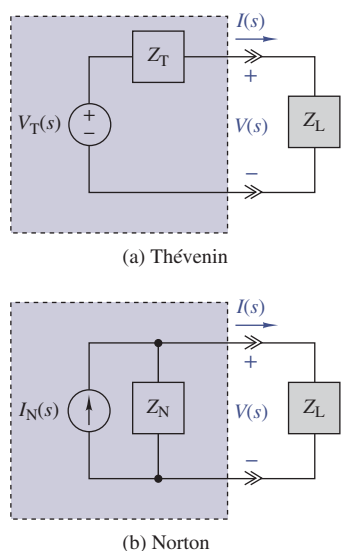 I(s)
Z_T
+
V_T(s)
+
−
V(s)
Z_L
−
(a) Thévenin
I(s)
+
I_N(s)
Z_N
V(s)
Z_L
−
(b) Norton